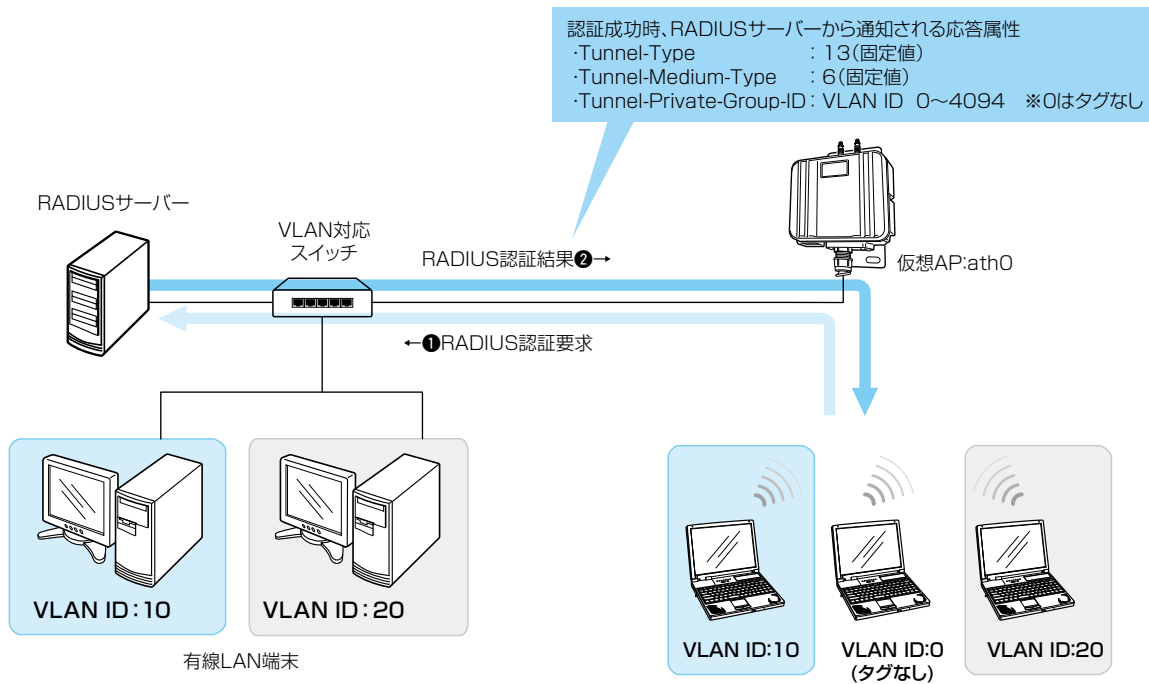 認証成功時、RADIUSサーバーから通知される応答属性
・Tunnel-Type : 13(固定値)
・Tunnel-Medium-Type : 6(固定値)
・Tunnel-Private-Group-ID : VLAN ID 0～4094 ※0はタグなし
RADIUSサーバー
VLAN対応
スイッチ
RADIUS認証結果❷→
仮想AP:ath0
←❶RADIUS認証要求
VLAN ID:10
VLAN ID:20
有線LAN端末
VLAN ID:10
VLAN ID:0
(タグなし)
VLAN ID:20